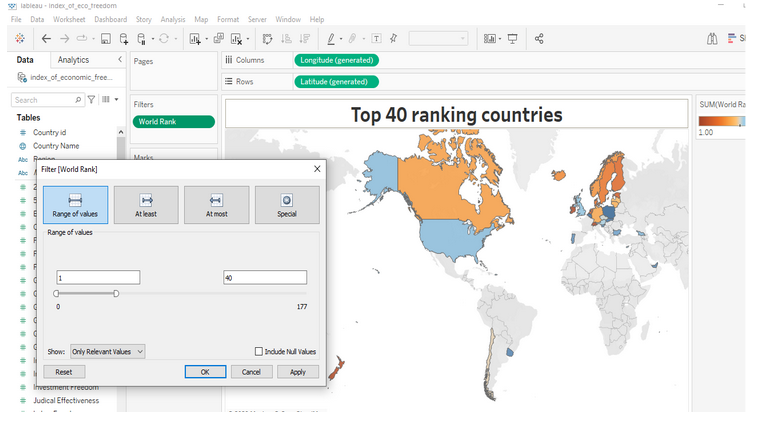 tableau - index_of_eco_freedom
File Data Worksheet Dashboard Story Analysis Map Format Server Window Help
Data Analytics
Pages
Columns Longitude (generated)
Rows Latitude (generated)
index_of_economic_free...
Search
Filters
World Rank
Top 40 ranking countries
SUM(World Ra
1.00
Tables
Country id
Country Name
Abc
Marks
Filter [World Rank]
Range of values At least At most Special
Range of values
1 40
0 177
Show: Only Relevant Values Include Null Values
Reset OK Cancel Apply
Investment Freedom
Judicial Effectiveness